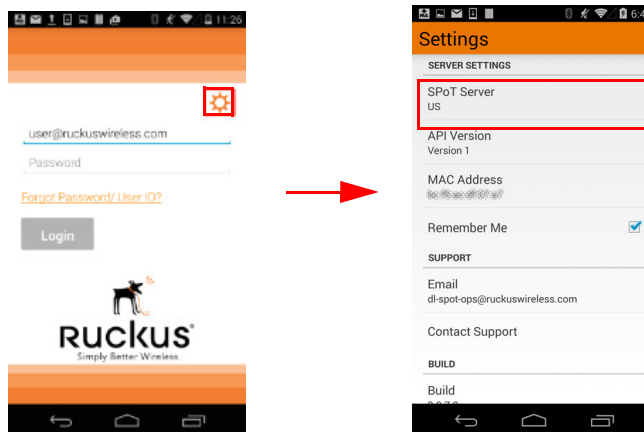 11:26
user@ruckuswireless.com
Password
Forgot Password/ User ID?
Login
RUCKUS
Simply Better Wireless.
Settings
SERVER SETTINGS
SPoT Server
US
API Version
Version 1
MAC Address
Remember Me
SUPPORT
Email
dl-spot-ops@ruckuswireless.com
Contact Support
BUILD
Build